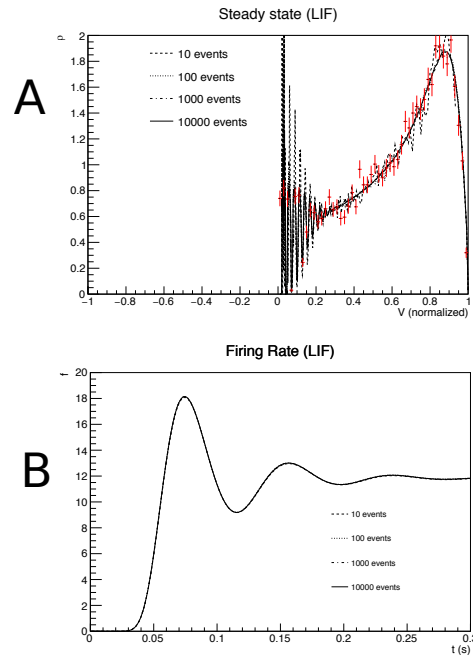 Steady state (LIF)
A
ρ
2
1.8
1.6
1.4
1.2
1
0.8
0.6
0.4
0.2
0
10 events
100 events
1000 events
10000 events
−1 −0.8 −0.6 −0.4 −0.2 0 0.2 0.4 0.6 0.8 1
V (normalized)
Firing Rate (LIF)
B
f
20
18
16
14
12
10
8
6
4
2
0
10 events
100 events
1000 events
10000 events
0 0.05 0.1 0.15 0.2 0.25 0.3
t (s)